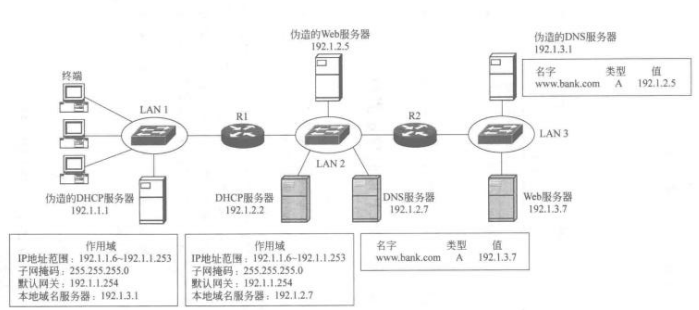 伪造的Web服务器
192.1.2.5
伪造的DNS服务器
192.1.3.1
名字 类型 值
www.bank.com A 192.1.2.5
终端
LAN 1
R1
LAN 2
R2
LAN 3
伪造的DHCP服务器
192.1.1.1
DHCP服务器
192.1.2.2
DNS服务器
192.1.2.7
Web服务器
192.1.3.7
作用域
IP地址范围：192.1.1.6~192.1.1.253
子网掩码：255.255.255.0
默认网关：192.1.1.254
本地域名服务器：192.1.3.1
作用域
IP地址范围：192.1.1.6~192.1.1.253
子网掩码：255.255.255.0
默认网关：192.1.1.254
本地域名服务器：192.1.2.7
名字 类型 值
www.bank.com A 192.1.3.7